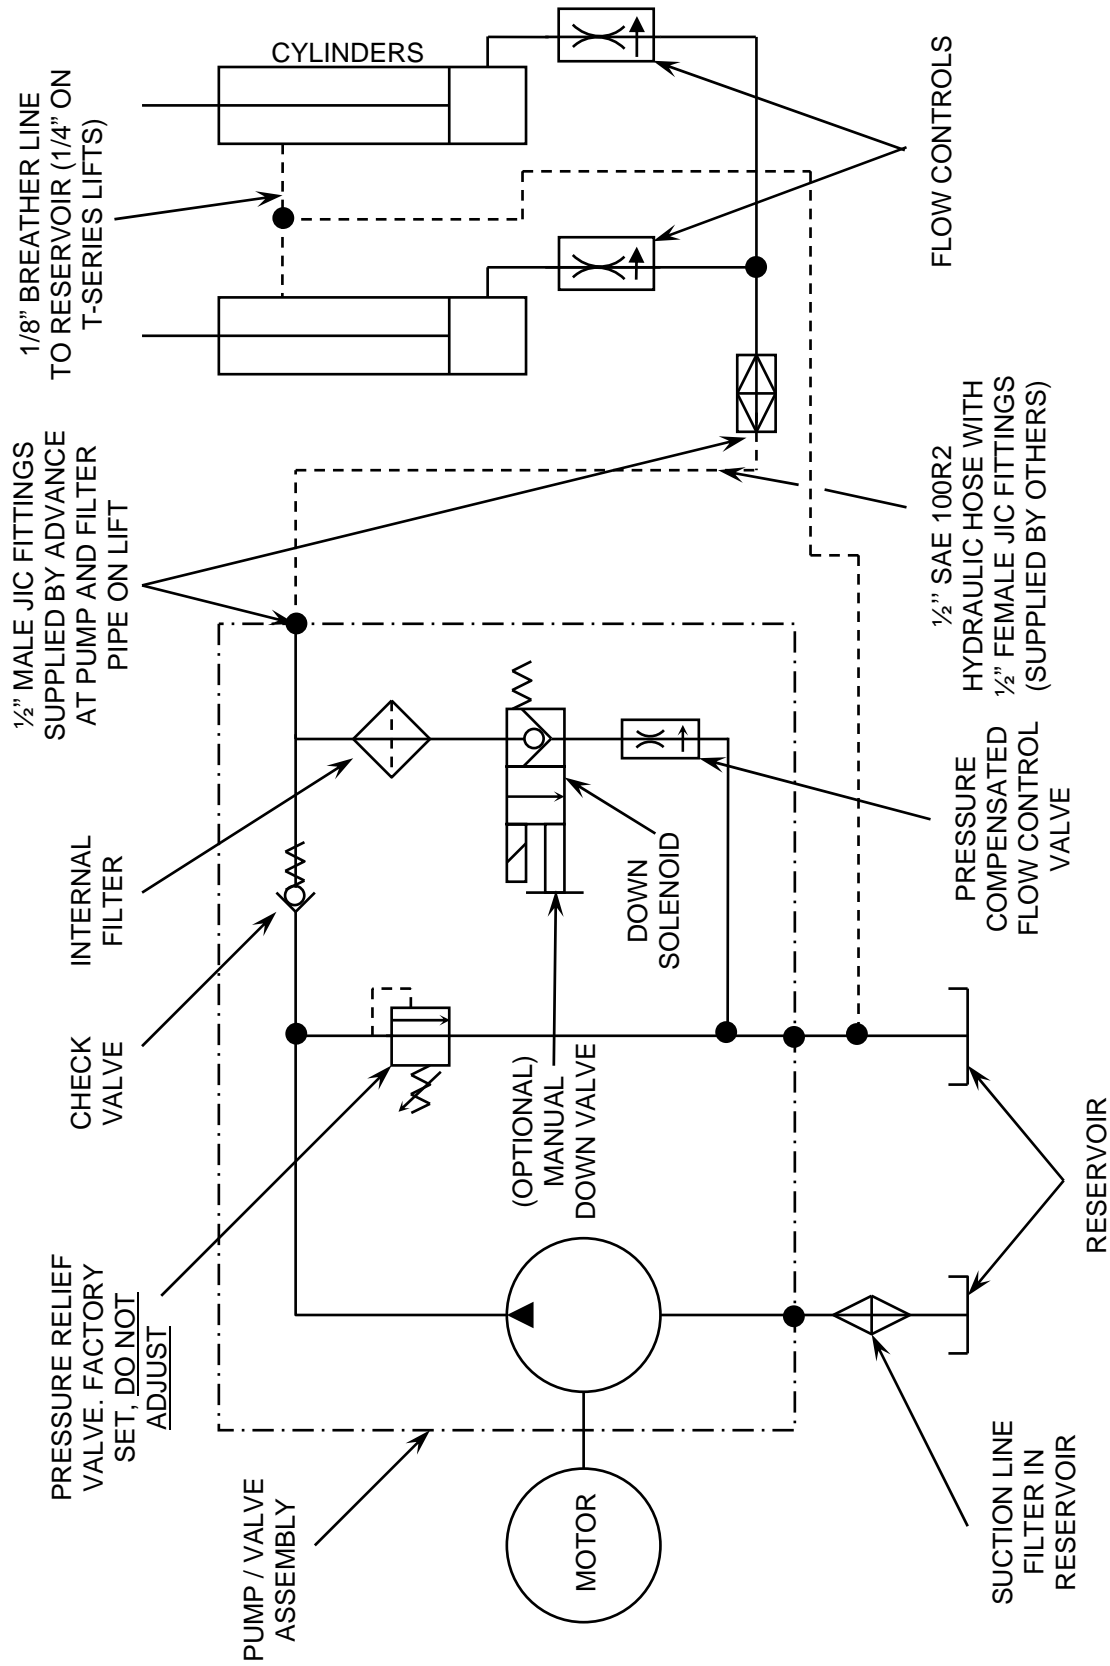 CYLINDERS
1/8” BREATHER LINE
TO RESERVOIR (1/4” ON
T-SERIES LIFTS)
FLOW CONTROLS
½” MALE JIC FITTTINGS
SUPPLIED BY ADVANCE
AT PUMP AND FILTER
PIPE ON LIFT
½” SAE 100R2
HYDRAULIC HOSE WITH
½” FEMALE JIC FITTINGS
(SUPPLIED BY OTHERS)
INTERNAL
FILTER
DOWN
SOLENOID
PRESSURE
COMPENSATED
FLOW CONTROL
VALVE
CHECK
VALVE
(OPTIONAL)
MANUAL
DOWN VALVE
RESERVOIR
PRESSURE RELIEF
VALVE. FACTORY
SET, DO NOT
ADJUST
PUMP / VALVE
ASSEMBLY
MOTOR
SUCTION LINE
FILTER IN
RESERVOIR